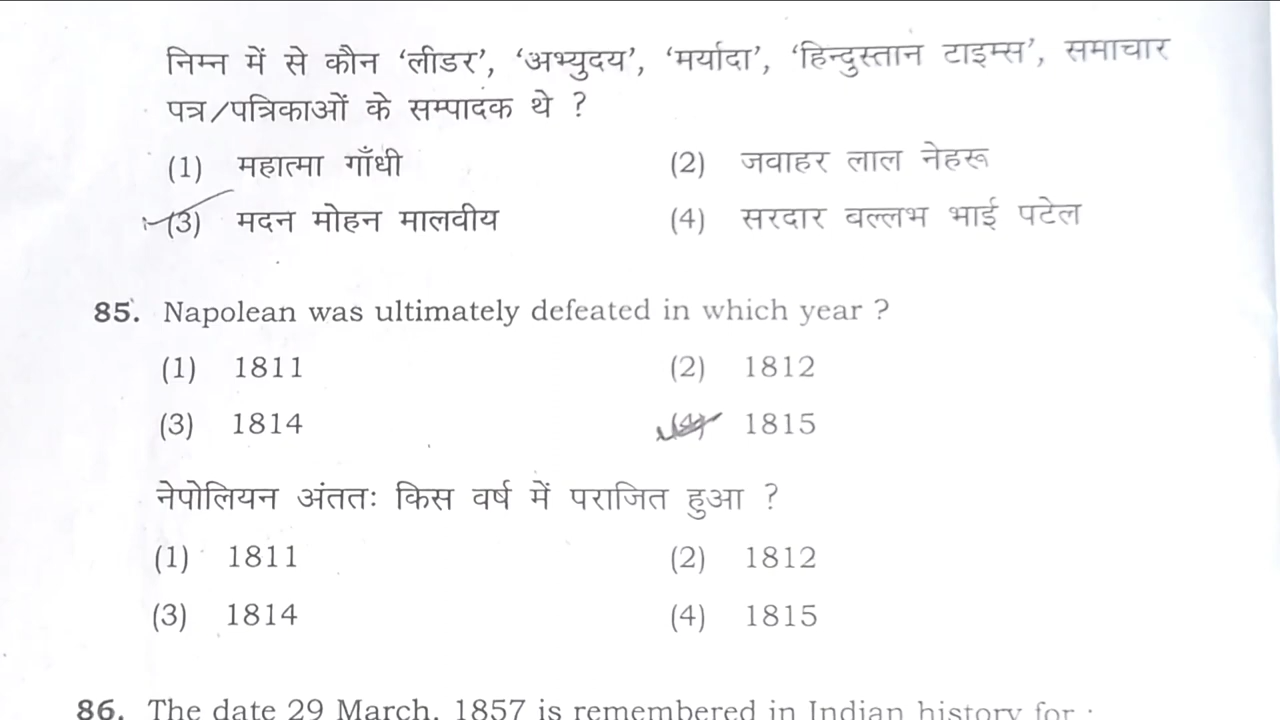 निम्न में से कौन ‘लीडर’, ‘अभ्युदय’, ‘मर्यादा’, ‘हिन्दुस्तान टाइम्स’, समाचार
पत्र/पत्रिकाओं के सम्पादक थे ?
(1) महात्मा गाँधी (2) जवाहर लाल नेहरू
(3) मदन मोहन मालवीय (4) सरदार वल्लभ भाई पटेल
85. Napolean was ultimately defeated in which year ?
(1) 1811 (2) 1812
(3) 1814 (4) 1815
नेपोलियन अंततः किस वर्ष में पराजित हुआ ?
(1) 1811 (2) 1812
(3) 1814 (4) 1815
86. The date 29 March, 1857 is remembered in Indian history for :